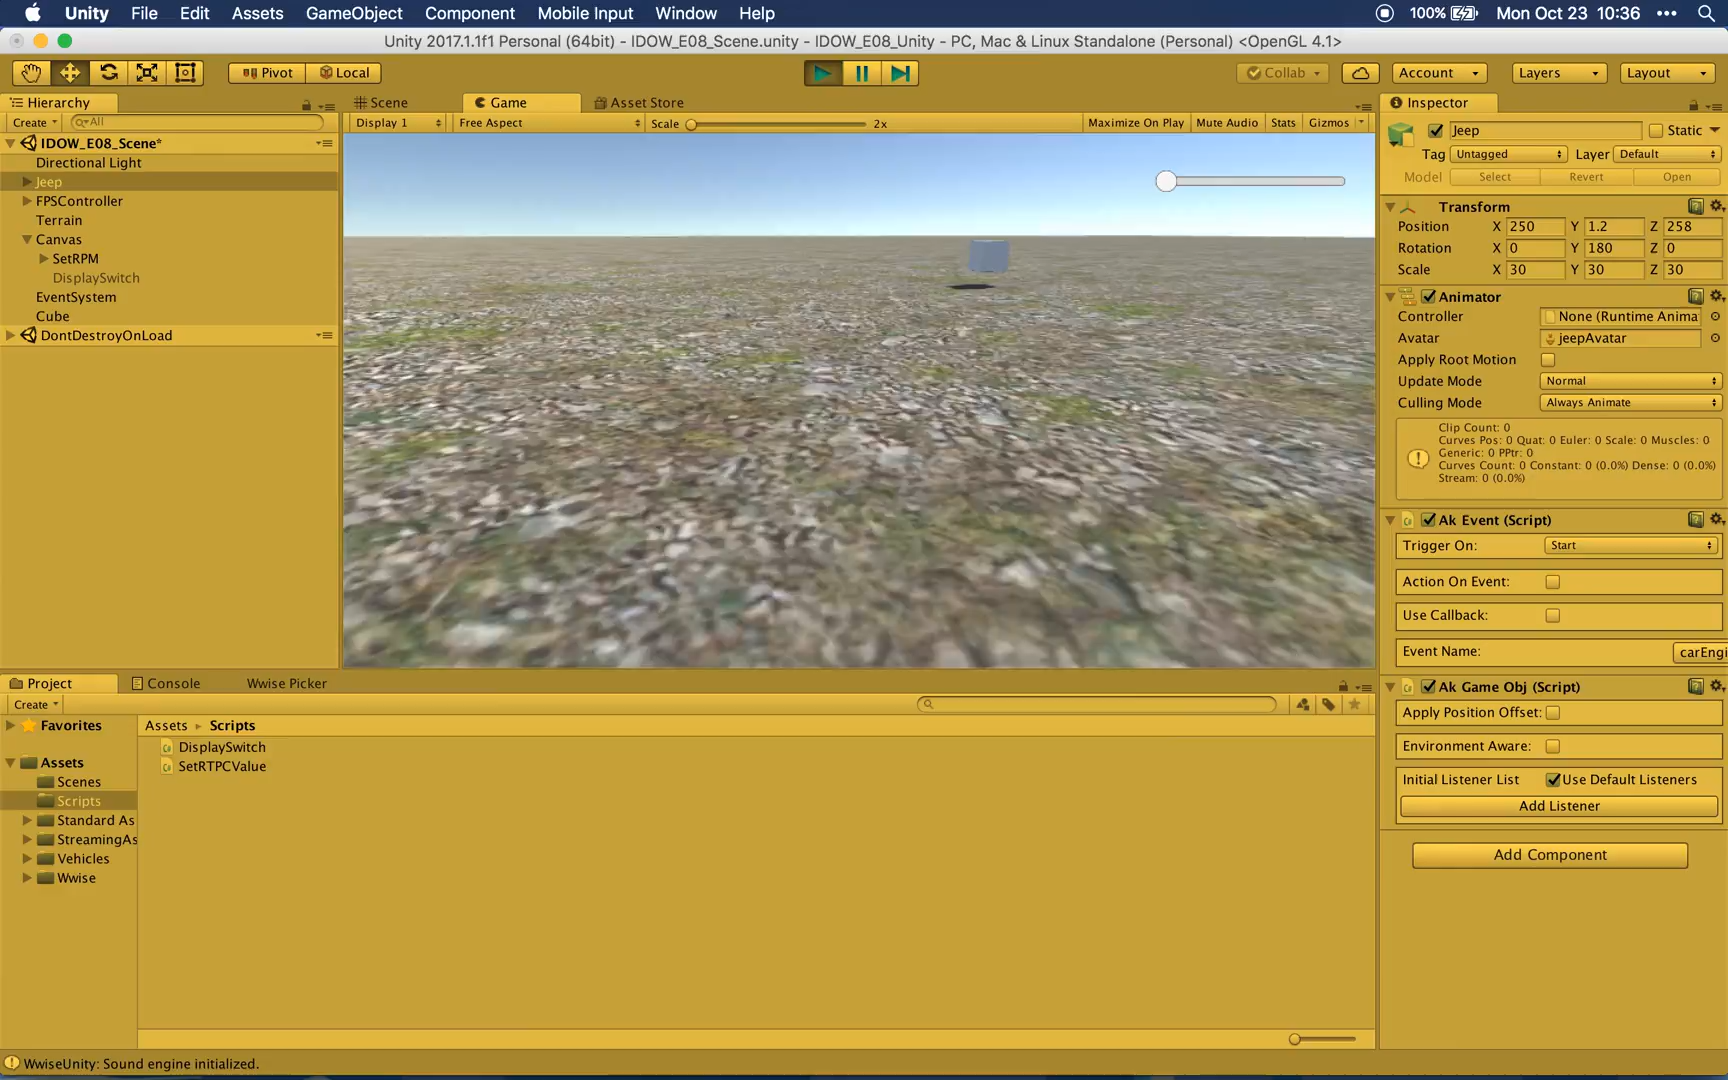 Unity File Edit Assets GameObject Component Mobile Input Window Help 100% Mon Oct 23 10:36
Unity 2017.1.1f1 Personal (64bit) - IDOW_E08_Scene.unity - IDOW_E08_Unity - PC, Mac & Linux Standalone (Personal) <OpenGL 4.1>
Pivot Local Collab Account Layers Layout
Hierarchy
Create All
IDOW_E08_Scene*
Directional Light
Jeep
FPSController
Terrain
Canvas
SetRPM
DisplaySwitch
EventSystem
Cube
DontDestroyOnLoad
Scene Game Asset Store
Display 1 Free Aspect Scale 2x Maximize On Play Mute Audio Stats Gizmos
Inspector
Jeep Static
Tag Untagged Layer Default
Model Select Revert Open
Transform
Position X 250 Y 1.2 Z 258
Rotation X 0 Y 180 Z 0
Scale X 30 Y 30 Z 30
Animator
Controller None (Runtime Anima
Avatar jeepAvatar
Apply Root Motion
Update Mode Normal
Culling Mode Always Animate
Clip Count: 0
Curves Pos: 0 Quat: 0 Euler: 0 Scale: 0 Muscles: 0
Generic: 0 PPtr: 0
Curves Count: 0 Constant: 0 (0.0%) Dense: 0 (0.0%)
Stream: 0 (0.0%)
Ak Event (Script)
Trigger On: Start
Action On Event:
Use Callback:
Event Name: carEngi
Ak Game Obj (Script)
Apply Position Offset:
Environment Aware:
Initial Listener List Use Default Listeners
Add Listener
Add Component
Project Console Wwise Picker
Create
Favorites
Assets
Scenes
Scripts
Standard As
StreamingAs
Vehicles
Wwise
Assets Scripts
DisplaySwitch
SetRTPCValue
WwiseUnity: Sound engine initialized.